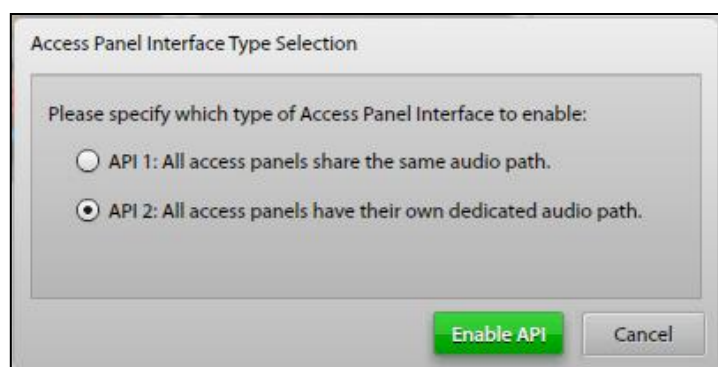 Access Panel Interface Type Selection
Please specify which type of Access Panel Interface to enable:
API 1: All access panels share the same audio path.
API 2: All access panels have their own dedicated audio path.
Enable API
Cancel